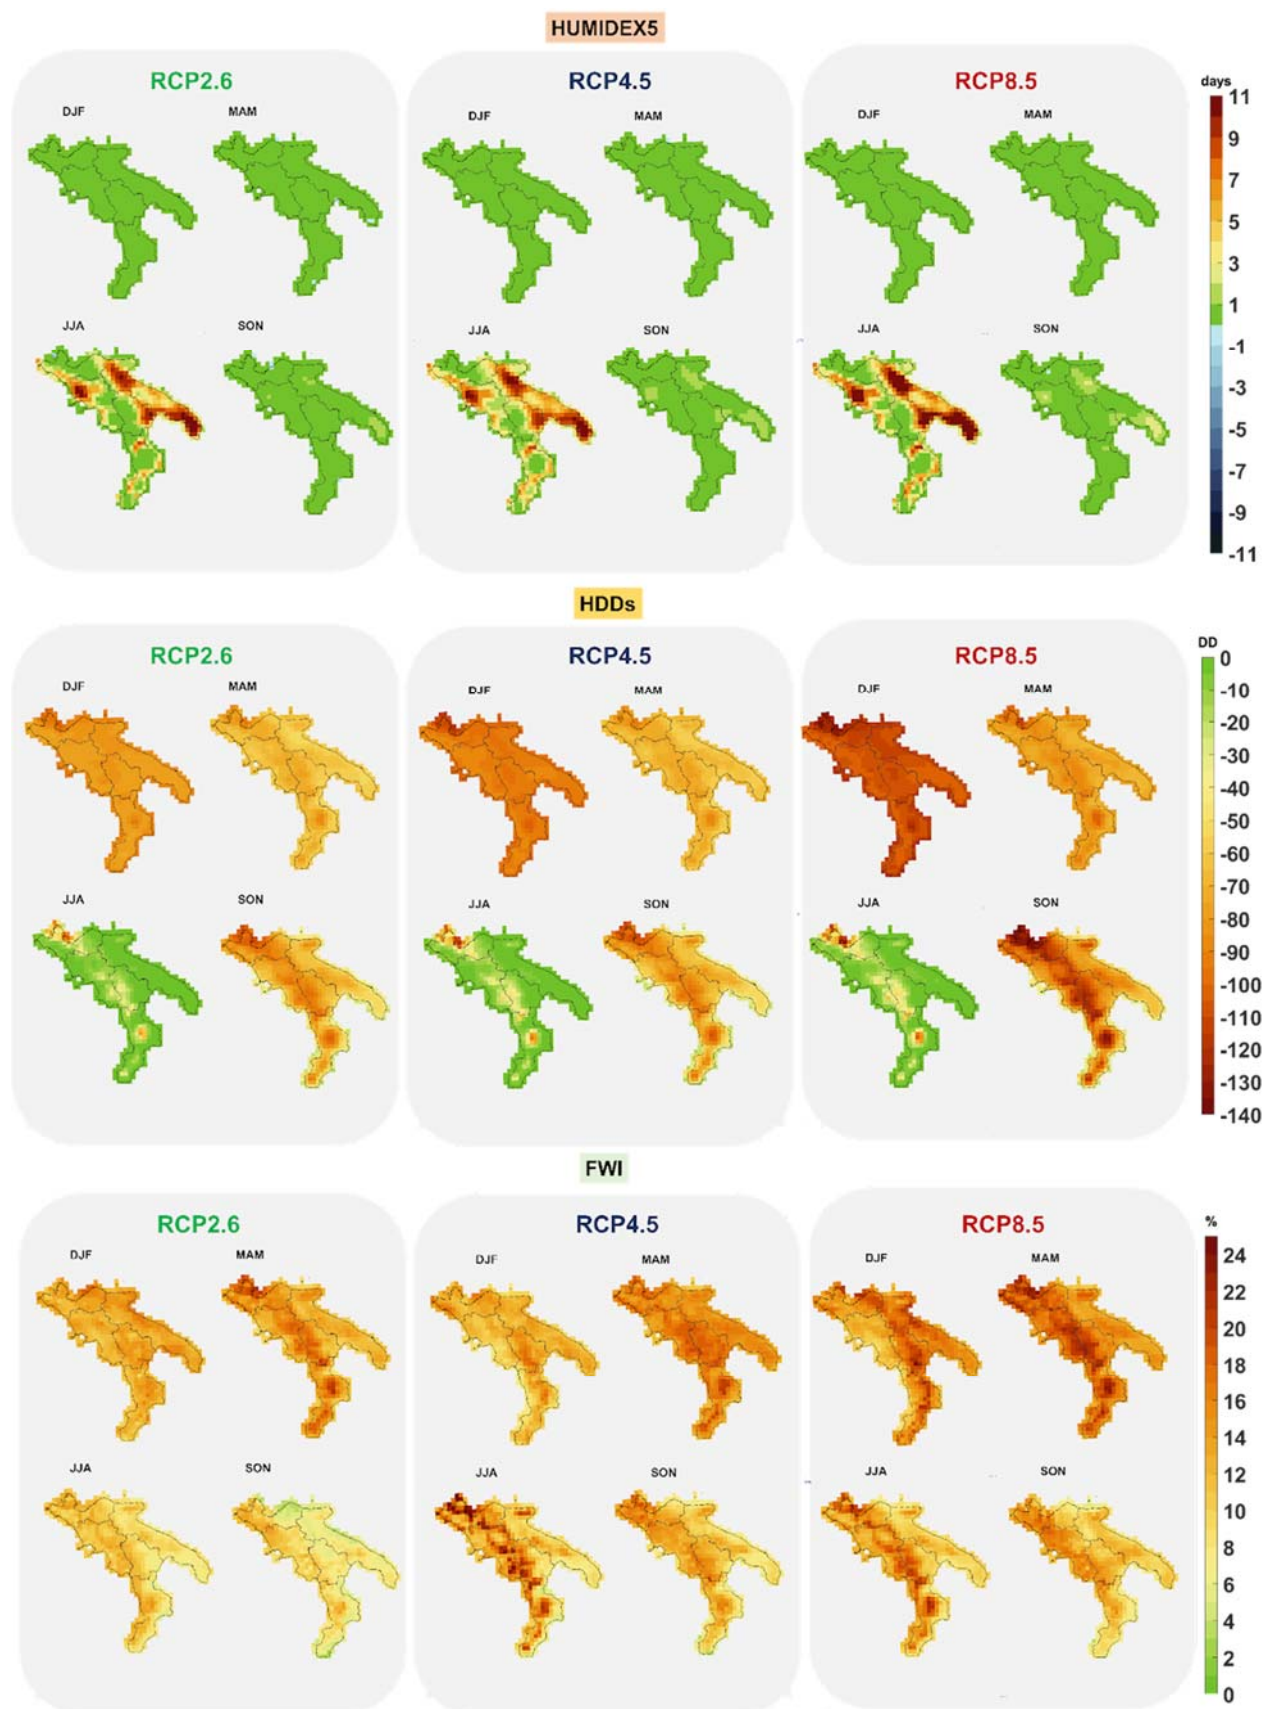 HUMIDEX5
RCP2.6 RCP4.5 RCP8.5
days
DJF MAM DJF MAM DJF MAM
JJA SON JJA SON JJA SON
11
9
7
5
3
1
-1
-3
-5
-7
-9
-11
HDDs
RCP2.6 RCP4.5 RCP8.5
DD
DJF MAM DJF MAM DJF MAM
JJA SON JJA SON JJA SON
0
-10
-20
-30
-40
-50
-60
-70
-80
-90
-100
-110
-120
-130
-140
FWI
RCP2.6 RCP4.5 RCP8.5
%
DJF MAM DJF MAM DJF MAM
JJA SON JJA SON JJA SON
24
22
20
18
16
14
12
10
8
6
4
2
0